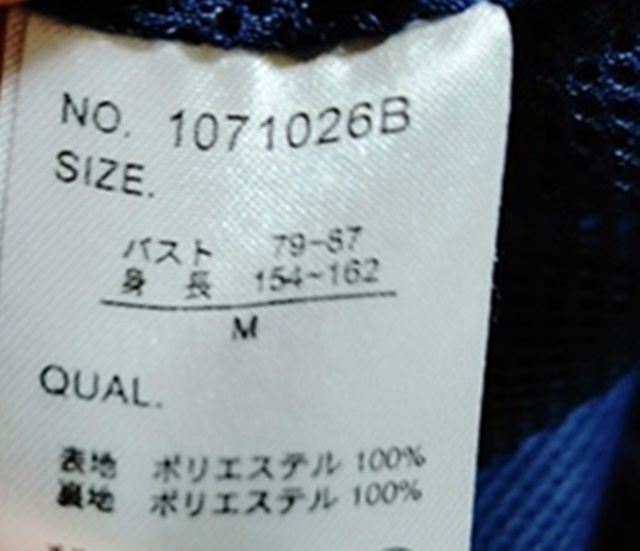 NO. 1071026B
SIZE.
バスト 79~87
身長 154~162
M
QUAL.
表地 ポリエステル 100%
裏地 ポリエステル 100%